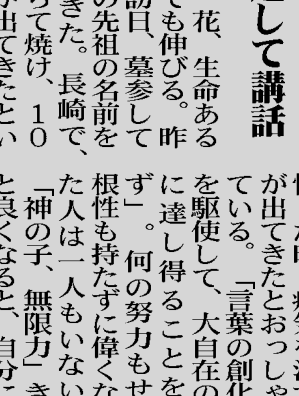 して講話
花、生命ある
も伸びる。昨
訪日、墓参して
の先祖の名前を
きた。長崎で、
て焼け、10
が出てきたとい
が出てきたとおっしゃ
ている。「言葉の創化
を駆使して、大自在の
に達し得ることを
ず」。何の努力もせ
根性も持たずに偉くな
た人は一人もいない
「神の子、無限力」き
と良くなると、自分